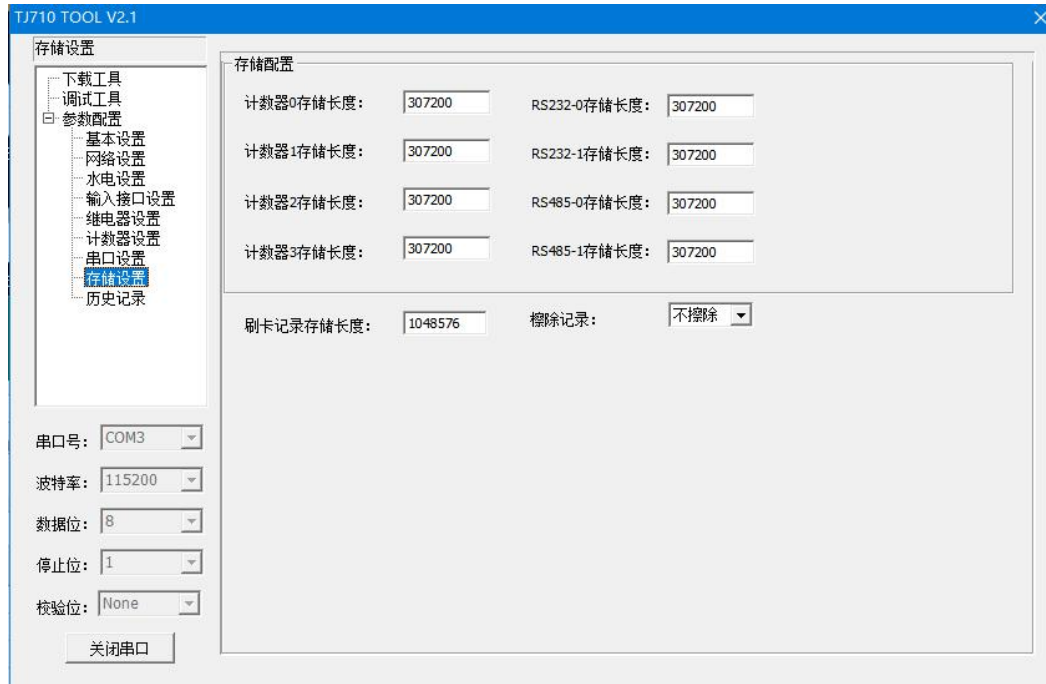 TJ710 TOOL V2.1
存储设置
下载工具
调试工具
参数配置
基本设置
网络设置
水电设置
输入接口设置
继电器设置
计数器设置
串口设置
存储设置
历史记录
串口号： COM3
波特率： 115200
数据位： 8
停止位： 1
校验位： None
关闭串口
存储配置
计数器0存储长度： 307200 RS232-0存储长度： 307200
计数器1存储长度： 307200 RS232-1存储长度： 307200
计数器2存储长度： 307200 RS485-0存储长度： 307200
计数器3存储长度： 307200 RS485-1存储长度： 307200
刷卡记录存储长度： 1048576 檫除记录： 不擦除